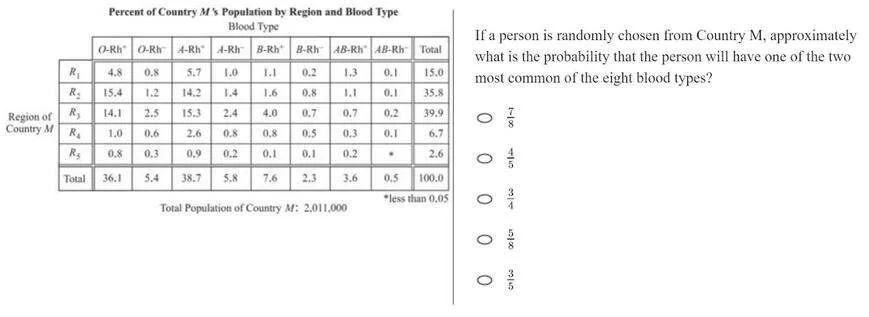 Percent of Country M's Population by Region and Blood Type
Blood Type
O-Rh+ O-Rh- A-Rh+ A-Rh- B-Rh+ B-Rh- AB-Rh+ AB-Rh- Total
R1 4.8 0.8 5.7 1.0 1.1 0.2 1.3 0.1 15.0
R2 15.4 1.2 14.2 1.4 1.6 0.8 1.1 0.1 35.8
Region of Country M
R3 14.1 2.5 15.3 2.4 4.0 0.7 0.7 0.2 39.9
R4 1.0 0.6 2.6 0.8 0.8 0.5 0.3 0.1 6.7
R5 0.8 0.3 0.9 0.2 0.1 0.1 0.2 * 2.6
Total 36.1 5.4 38.7 5.8 7.6 2.3 3.6 0.5 100.0
*less than 0.05
Total Population of Country M: 2,011,000
If a person is randomly chosen from Country M, approximately
what is the probability that the person will have one of the two
most common of the eight blood types?
7/8
4/5
3/4
5/8
3/5